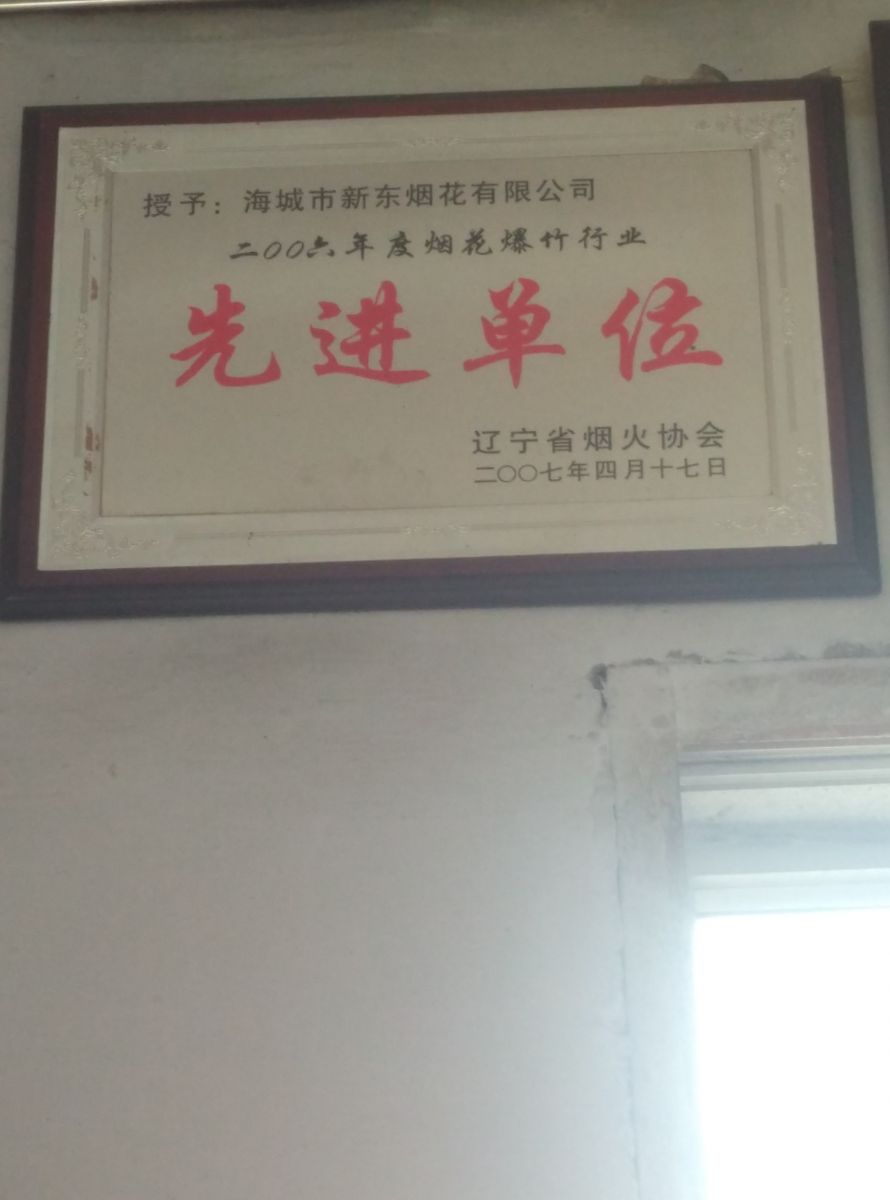 授予：海城市新东烟花有限公司
二00六年度烟花爆竹行业
先进单位
辽宁省烟火协会
二〇〇七年四月十七日